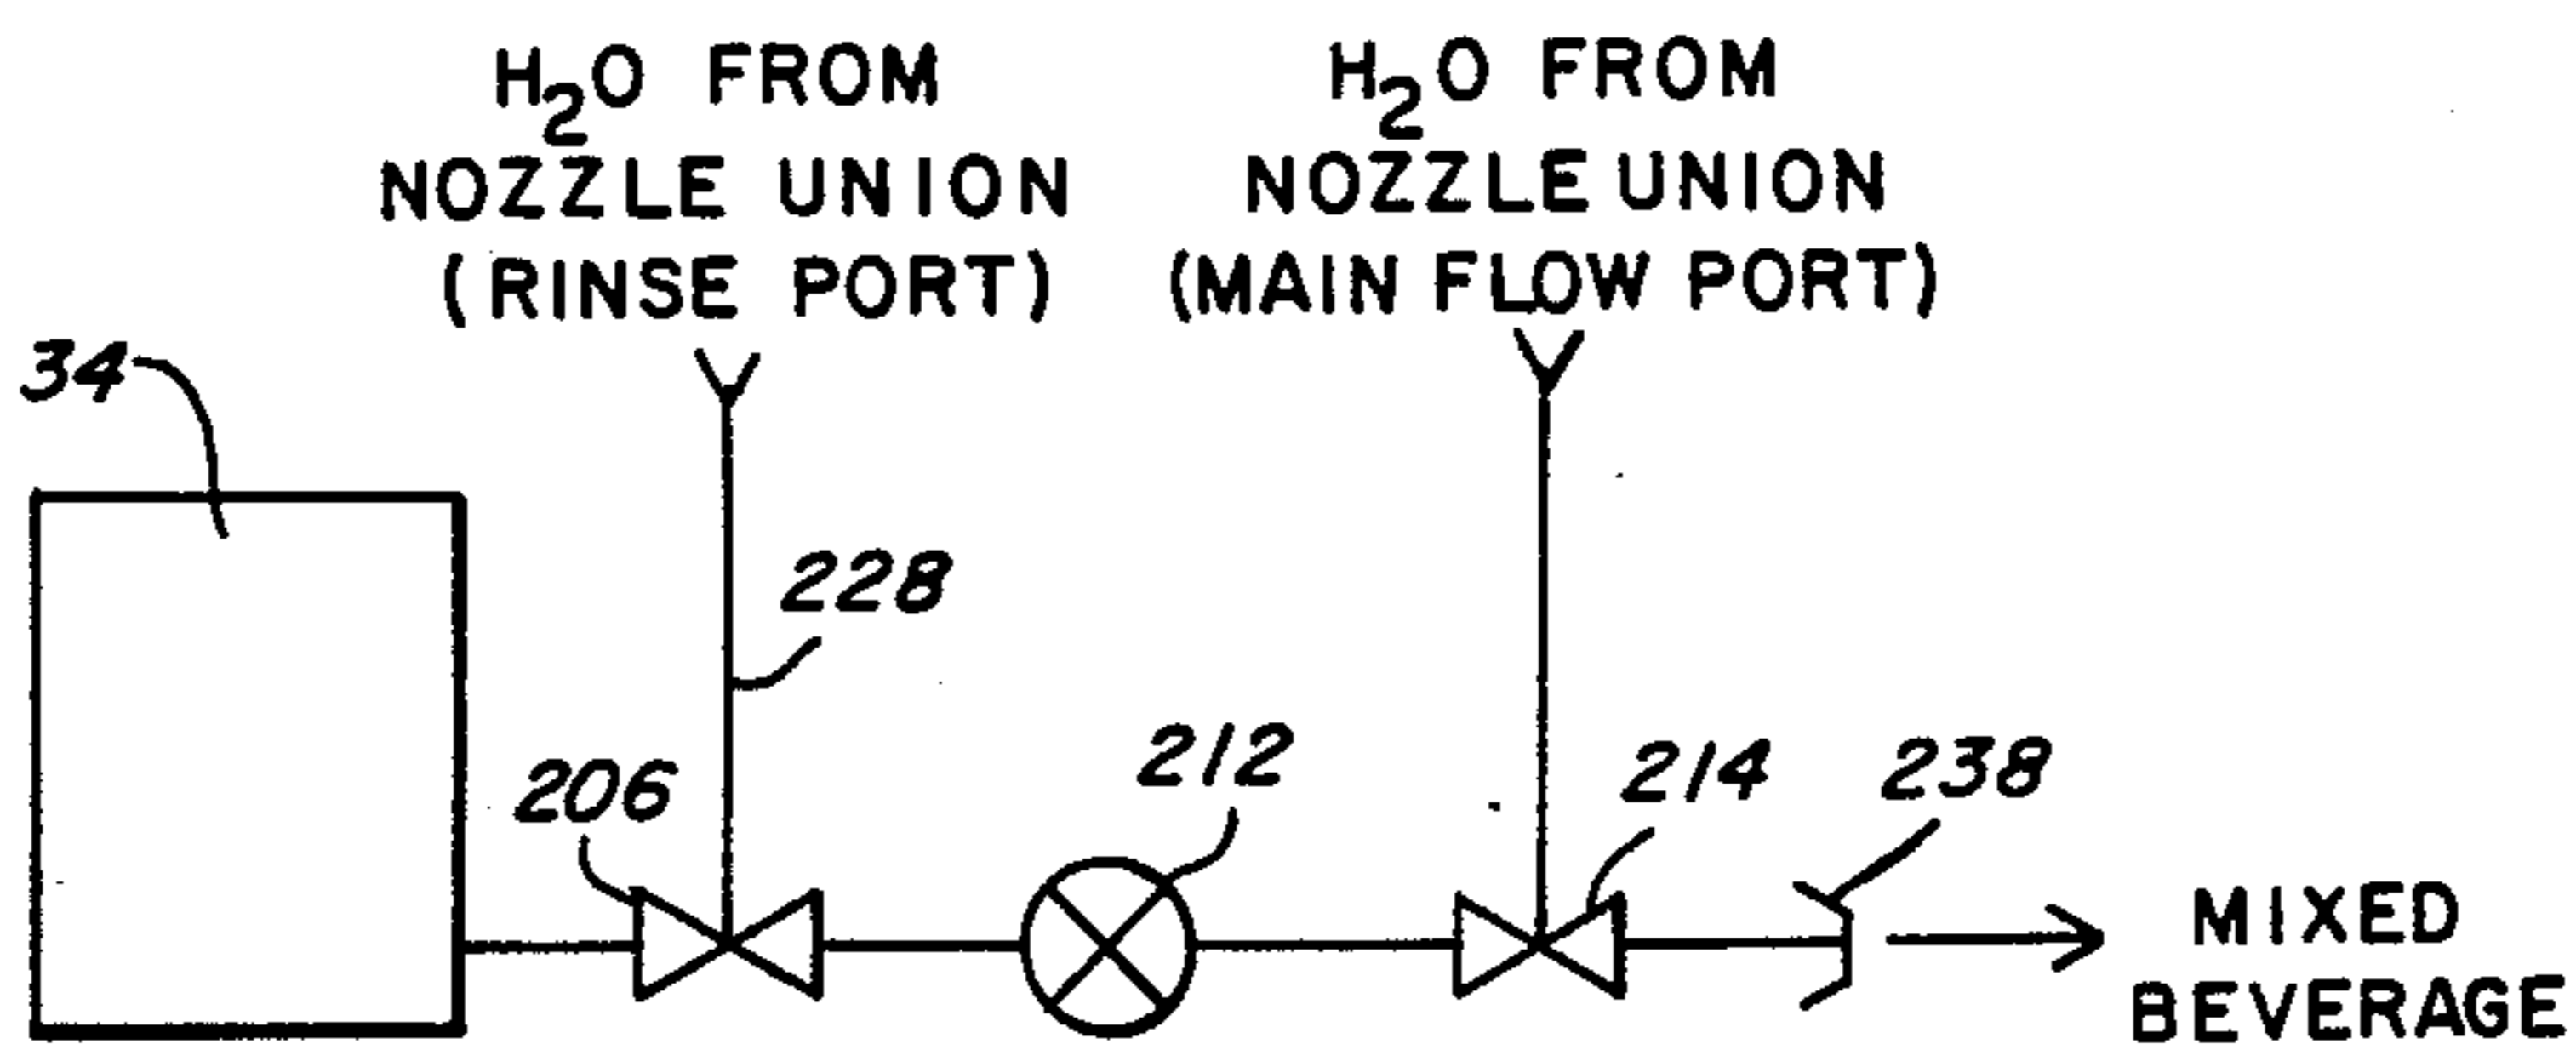 H2O FROM
NOZZLE UNION
(RINSE PORT)
H2O FROM
NOZZLE UNION
(MAIN FLOW PORT)
34
228
206
212
214
238
MIXED
BEVERAGE